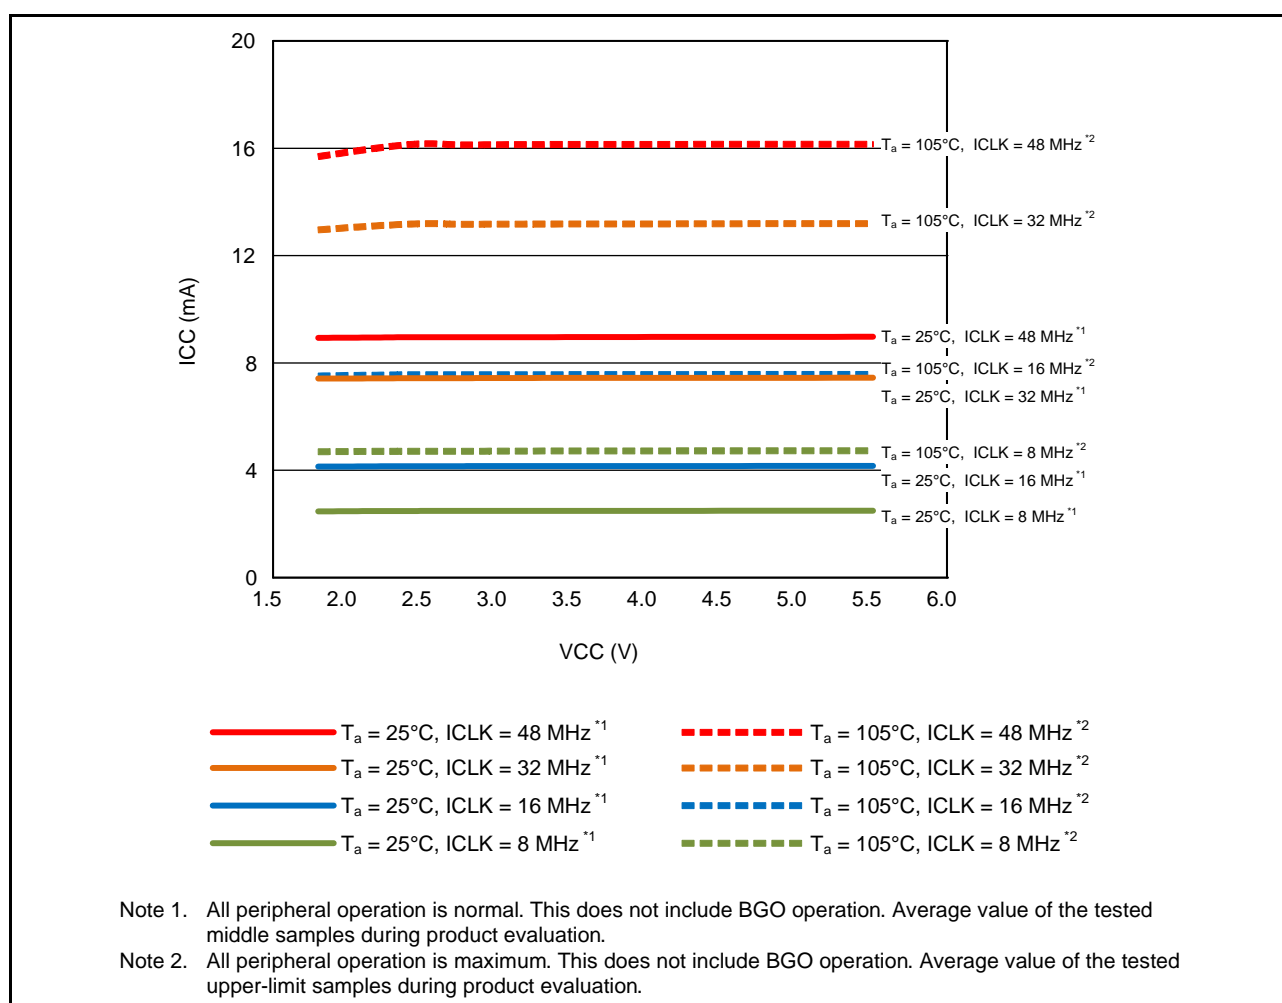 20
16
12
8
4
0
ICC (mA)
1.5 2.0 2.5 3.0 3.5 4.0 4.5 5.0 5.5 6.0
VCC (V)
Ta = 105°C, ICLK = 48 MHz *2
Ta = 105°C, ICLK = 32 MHz *2
Ta = 25°C, ICLK = 48 MHz *1
Ta = 105°C, ICLK = 16 MHz *2
Ta = 25°C, ICLK = 32 MHz *1
Ta = 105°C, ICLK = 8 MHz *2
Ta = 25°C, ICLK = 16 MHz *1
Ta = 25°C, ICLK = 8 MHz *1
Ta = 25°C, ICLK = 48 MHz *1
Ta = 105°C, ICLK = 48 MHz *2
Ta = 25°C, ICLK = 32 MHz *1
Ta = 105°C, ICLK = 32 MHz *2
Ta = 25°C, ICLK = 16 MHz *1
Ta = 105°C, ICLK = 16 MHz *2
Ta = 25°C, ICLK = 8 MHz *1
Ta = 105°C, ICLK = 8 MHz *2
Note 1. All peripheral operation is normal. This does not include BGO operation. Average value of the tested
middle samples during product evaluation.
Note 2. All peripheral operation is maximum. This does not include BGO operation. Average value of the tested
upper-limit samples during product evaluation.